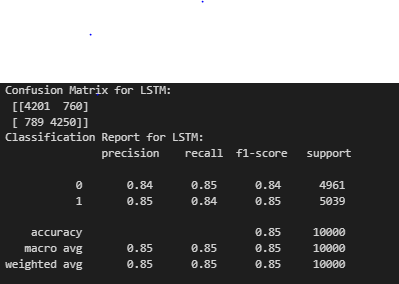 Confusion Matrix for LSTM:
[[4201 760]
[ 789 4250]]
Classification Report for LSTM:
precision recall f1-score support
0 0.84 0.85 0.84 4961
1 0.85 0.84 0.85 5039
accuracy 0.85 10000
macro avg 0.85 0.85 0.85 10000
weighted avg 0.85 0.85 0.85 10000